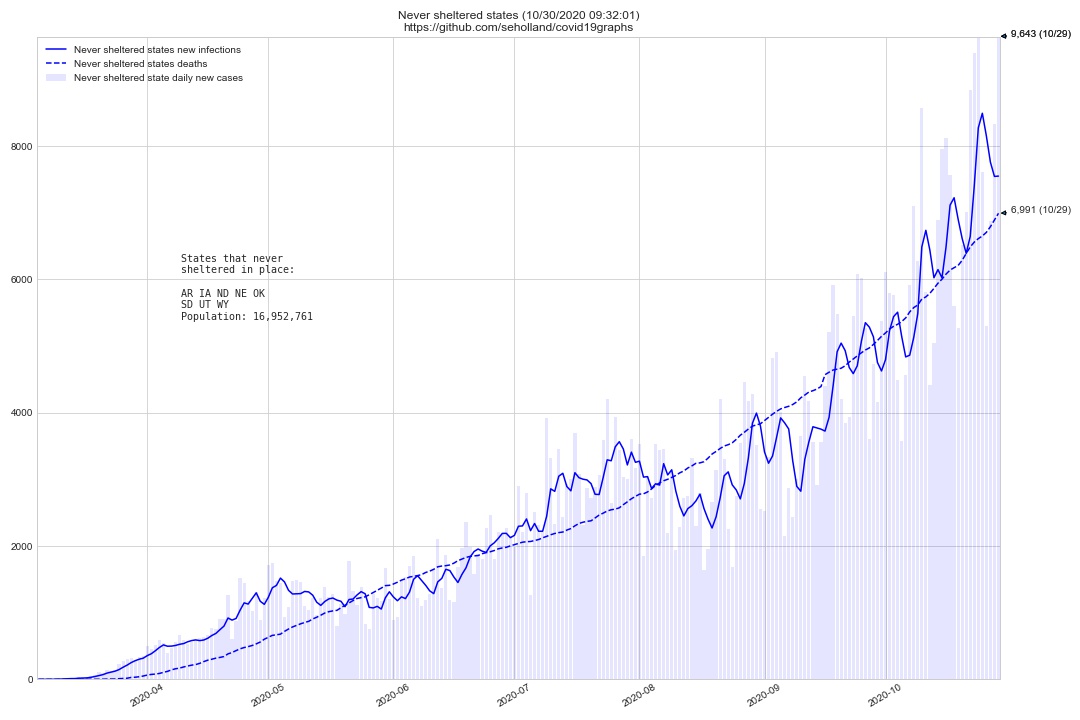 Never sheltered states (10/30/2020 09:32:01)
https://github.com/seholland/covid19graphs
9,643 (10/29)
Never sheltered states new infections
Never sheltered states deaths
Never sheltered state daily new cases
8000
6,991 (10/29)
States that never
sheltered in place:
6000
AR IA ND NE OK
SD UT WY
Population: 16,952,761
4000
2000
0
2020-04
2020-05
2020-06
2020-07
2020-08
2020-09
2020-10